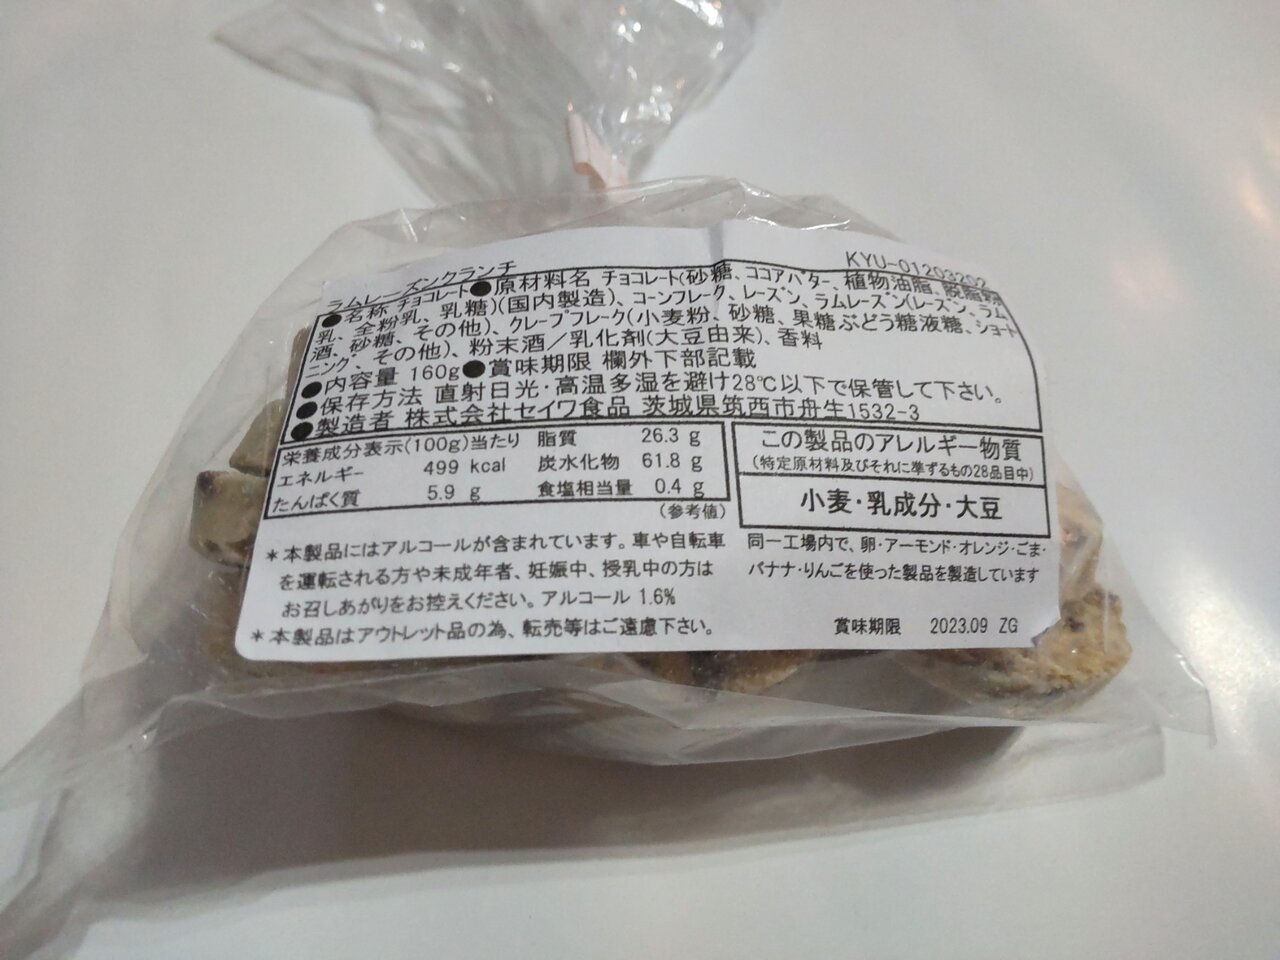 KYU-01203202
ラムレーズンクランチ
●名称 チョコレート●原材料名 チョコレート(砂糖、ココアバター、植物油脂、脱脂粉
乳、全粉乳、乳糖)(国内製造)、コーンフレーク、レーズン、ラムレーズン(レーズン、ラム
酒、砂糖、その他)、クレープフレーク(小麦粉、砂糖、果糖ぶどう糖液糖、ショート
ニング、その他)、粉末酒／乳化剤(大豆由来)、香料
●内容量 160g●賞味期限 欄外下部記載
●保存方法 直射日光・高温多湿を避け28℃以下で保管して下さい。
●製造者 株式会社セイワ食品 茨城県筑西市舟生1532-3
栄養成分表示(100g)当たり 脂質 26.3 g
エネルギー 499 kcal 炭水化物 61.8 g
たんぱく質 5.9 g 食塩相当量 0.4 g
(参考値)
この製品のアレルギー物質
(特定原材料及びそれに準ずるもの28品目中)
小麦・乳成分・大豆
＊本製品にはアルコールが含まれています。車や自転車
を運転される方や未成年者、妊娠中、授乳中の方は
お召しあがりをお控えください。アルコール 1.6%
＊本製品はアウトレット品の為、転売等はご遠慮下さい。
同一工場内で、卵・アーモンド・オレンジ・ごま・
バナナ・りんごを使った製品を製造しています
賞味期限 2023.09 ZG